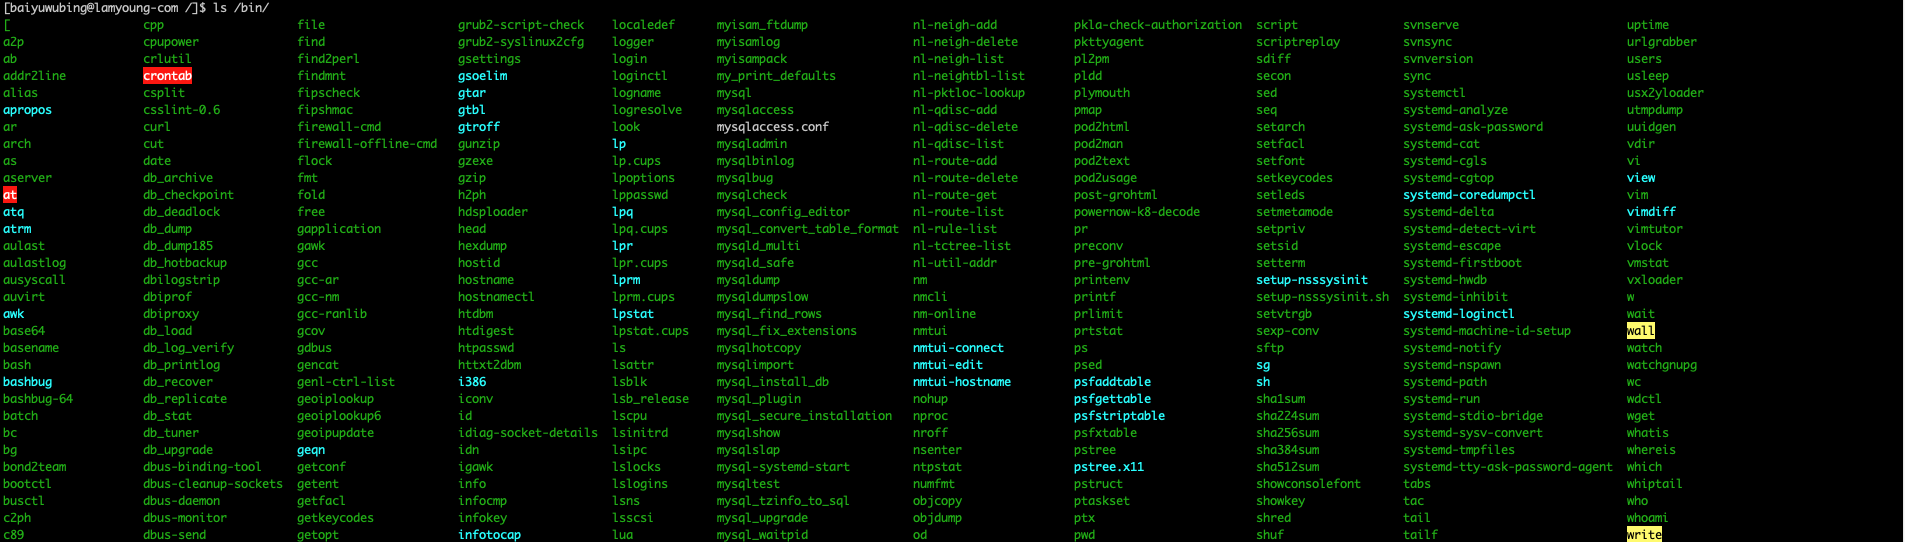 [baiyuwubing@lamyoung-com /]$ ls /bin/
[ cpp file grub2-script-check localedef myisam_ftdump nl-neigh-add pkla-check-authorization script svnserve uptime
a2p cpupower find grub2-syslinux2cfg logger myisamlog nl-neigh-delete pkttyagent scriptreplay svnsync urlgrabber
ab crlutil find2perl gsettings login myisampack nl-neigh-list pl2pm sdiff svnversion users
addr2line crontab findmnt gsoelim loginctl my_print_defaults nl-neightbl-list pldd secon sync usleep
alias csplit fipscheck gtar logname mysql nl-pktloc-lookup plymouth sed systemctl usx2yloader
apropos csslint-0.6 fipshmac gtbl logresolve mysqlaccess nl-qdisc-add pmap seq systemd-analyze utmpdump
ar curl firewall-cmd gtroff look mysqlaccess.conf nl-qdisc-delete pod2html setarch systemd-ask-password uuidgen
arch cut firewall-offline-cmd gunzip lp mysqladmin nl-qdisc-list pod2man setfacl systemd-cat vdir
as date flock gzexe lp.cups mysqlbinlog nl-route-add pod2text setfont systemd-cgls vi
aserver db_archive fmt gzip lpoptions mysqlbug nl-route-delete pod2usage setkeycodes systemd-cgtop view
at db_checkpoint fold h2ph lppasswd mysqlcheck nl-route-get post-grohtml setleds systemd-coredumpctl vim
atq db_deadlock free hdsploader lpq mysql_config_editor nl-route-list powernow-k8-decode setmetamode systemd-delta vimdiff
atrm db_dump gapplication head lpq.cups mysql_convert_table_format nl-rule-list pr setpriv systemd-detect-virt vimtutor
aulast db_dump185 gawk hexdump lpr mysqld_multi nl-tctree-list preconv setsid systemd-escape vlock
aulastlog db_hotbackup gcc hostid lpr.cups mysqld_safe nl-util-addr pre-grohtml setterm systemd-firstboot vmstat
ausyscall dbilogstrip gcc-ar hostname lprm mysqldump nm printenv setup-nsssysinit systemd-hwdb vxloader
auvirt dbiprof gcc-nm hostnamectl lprm.cups mysqldumpslow nmcli printf setup-nsssysinit.sh systemd-inhibit w
awk dbiproxy gcc-ranlib htdbm lpstat mysql_find_rows nm-online prlimit setvtrgb systemd-loginctl wait
base64 db_load gcov htdigest lpstat.cups mysql_fix_extensions nmtui prtstat sexp-conv systemd-machine-id-setup wall
basename db_log_verify gdbus htpasswd ls mysqlhotcopy nmtui-connect ps sftp systemd-notify watch
bash db_printlog gencat httxt2dbm lsattr mysqlimport nmtui-edit psed sg systemd-nspawn watchgnupg
bashbug db_recover genl-ctrl-list i386 lsblk mysql_install_db nmtui-hostname psfaddtable sh systemd-path wc
bashbug-64 db_replicate geoiplookup iconv lsb_release mysql_plugin nohup psfgettable sha1sum systemd-run wdctl
batch db_stat geoiplookup6 id lscpu mysql_secure_installation nproc psfstriptable sha224sum systemd-stdio-bridge wget
bc db_tuner geoipupdate idiag-socket-details lsinitrd mysqlshow nroff psfxtable sha256sum systemd-sysv-convert whatis
bg db_upgrade geqn idn lsipc mysqlslap nsenter pstree sha384sum systemd-tmpfiles whereis
bond2team dbus-binding-tool getconf igawk lslocks mysql-systemd-start ntpstat pstree.x11 sha512sum systemd-tty-ask-password-agent which
bootctl dbus-cleanup-sockets getent info lslogins mysqltest numfmt pstruct showconsolefont tabs whiptail
busctl dbus-daemon getfacl infocmp lsns mysql_tzinfo_to_sql objcopy ptaskset showkey tac who
c2ph dbus-monitor getkeycodes infokey lsscsi mysql_upgrade objdump ptx shred tail whoami
c89 dbus-send getopt infotocap lua mysql_waitpid od pwd shuf tailf write